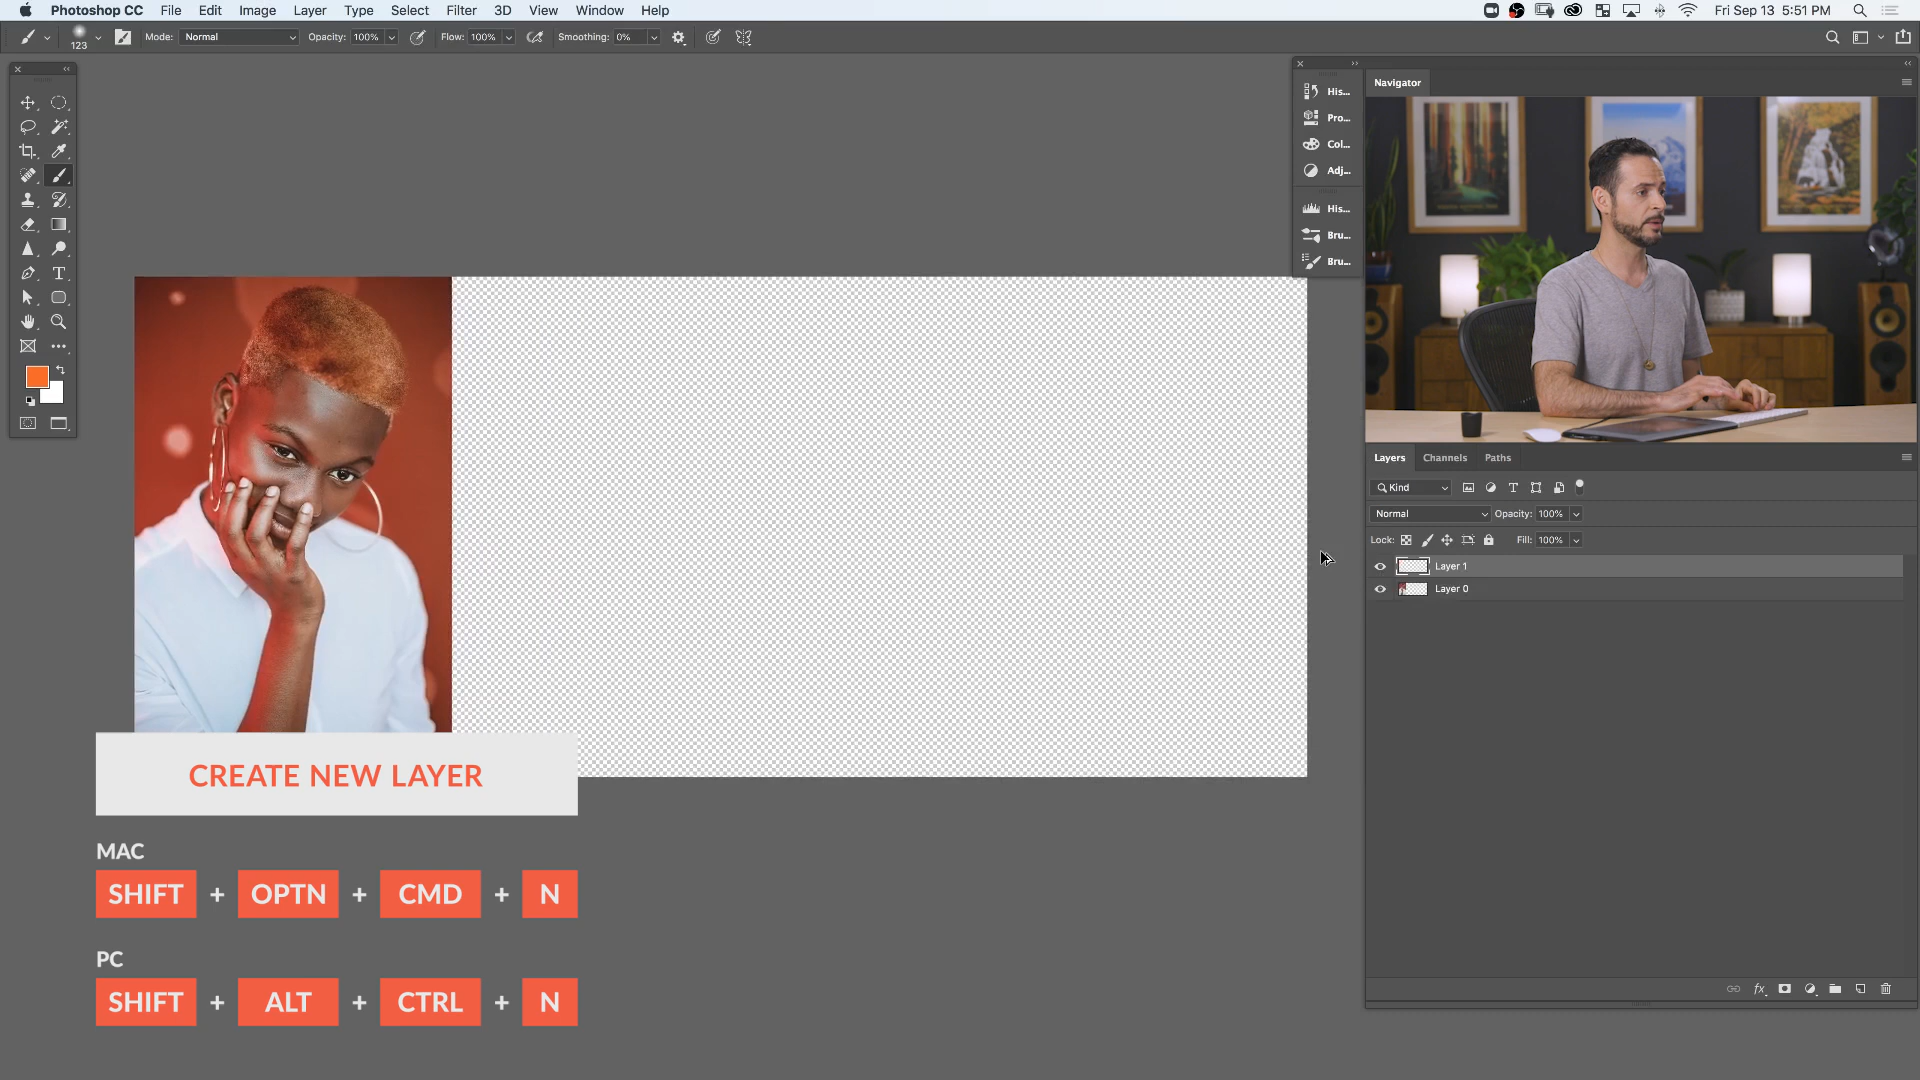 Photoshop CC File Edit Image Layer Type Select Filter 3D View Window Help Fri Sep 13 5:51 PM
123 Mode: Normal Opacity: 100% Flow: 100% Smoothing: 0%
Navigator
His...
Pro...
Col...
Adj...
His...
Bru...
Bru...
Layers Channels Paths
Kind
Normal Opacity: 100%
Lock: Fill: 100%
Layer 1
Layer 0
CREATE NEW LAYER
MAC
SHIFT + OPTN + CMD + N
PC
SHIFT + ALT + CTRL + N